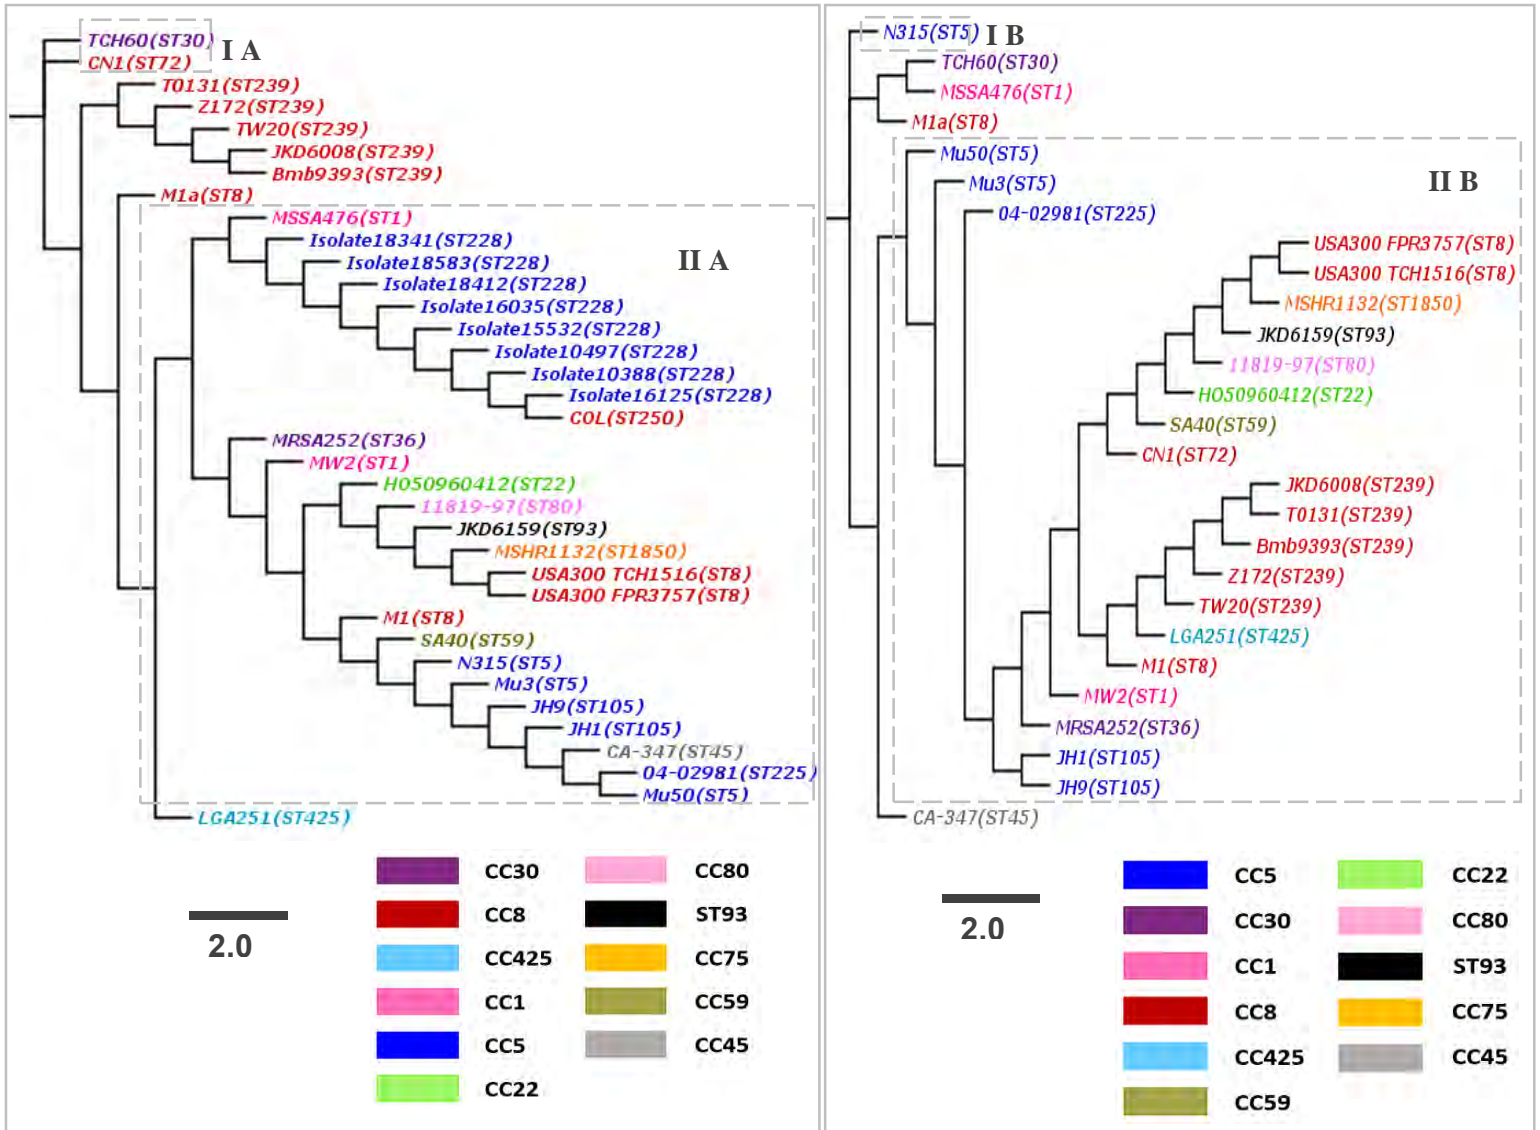 TCH60(ST30)
I A
CN1(ST72)
T0131(ST239)
Z172(ST239)
TW20(ST239)
JKD6008(ST239)
Bmb9393(ST239)
M1a(ST8)
MSSA476(ST1)
Isolate18341(ST228)
II A
Isolate18583(ST228)
Isolate18412(ST228)
Isolate16035(ST228)
Isolate15532(ST228)
Isolate10497(ST228)
Isolate10388(ST228)
Isolate16125(ST228)
COL(ST250)
MRSA252(ST36)
MW2(ST1)
HO50960412(ST22)
11819-97(ST80)
JKD6159(ST93)
MSHR1132(ST1850)
USA300 TCH1516(ST8)
USA300 FPR3757(ST8)
M1(ST8)
SA40(ST59)
N315(ST5)
Mu3(ST5)
JH9(ST105)
JH1(ST105)
CA-347(ST45)
04-02981(ST225)
Mu50(ST5)
LGA251(ST425)
2.0
CC30
CC8
CC425
CC1
CC5
CC22
CC80
ST93
CC75
CC59
CC45
N315(ST5)
I B
TCH60(ST30)
MSSA476(ST1)
M1a(ST8)
Mu50(ST5)
Mu3(ST5)
II B
04-02981(ST225)
USA300 FPR3757(ST8)
USA300 TCH1516(ST8)
MSHR1132(ST1850)
JKD6159(ST93)
11819-97(ST80)
HO50960412(ST22)
SA40(ST59)
CN1(ST72)
JKD6008(ST239)
T0131(ST239)
Bmb9393(ST239)
Z172(ST239)
TW20(ST239)
LGA251(ST425)
M1(ST8)
MW2(ST1)
MRSA252(ST36)
JH1(ST105)
JH9(ST105)
CA-347(ST45)
2.0
CC5
CC30
CC1
CC8
CC425
CC59
CC22
CC80
ST93
CC75
CC45